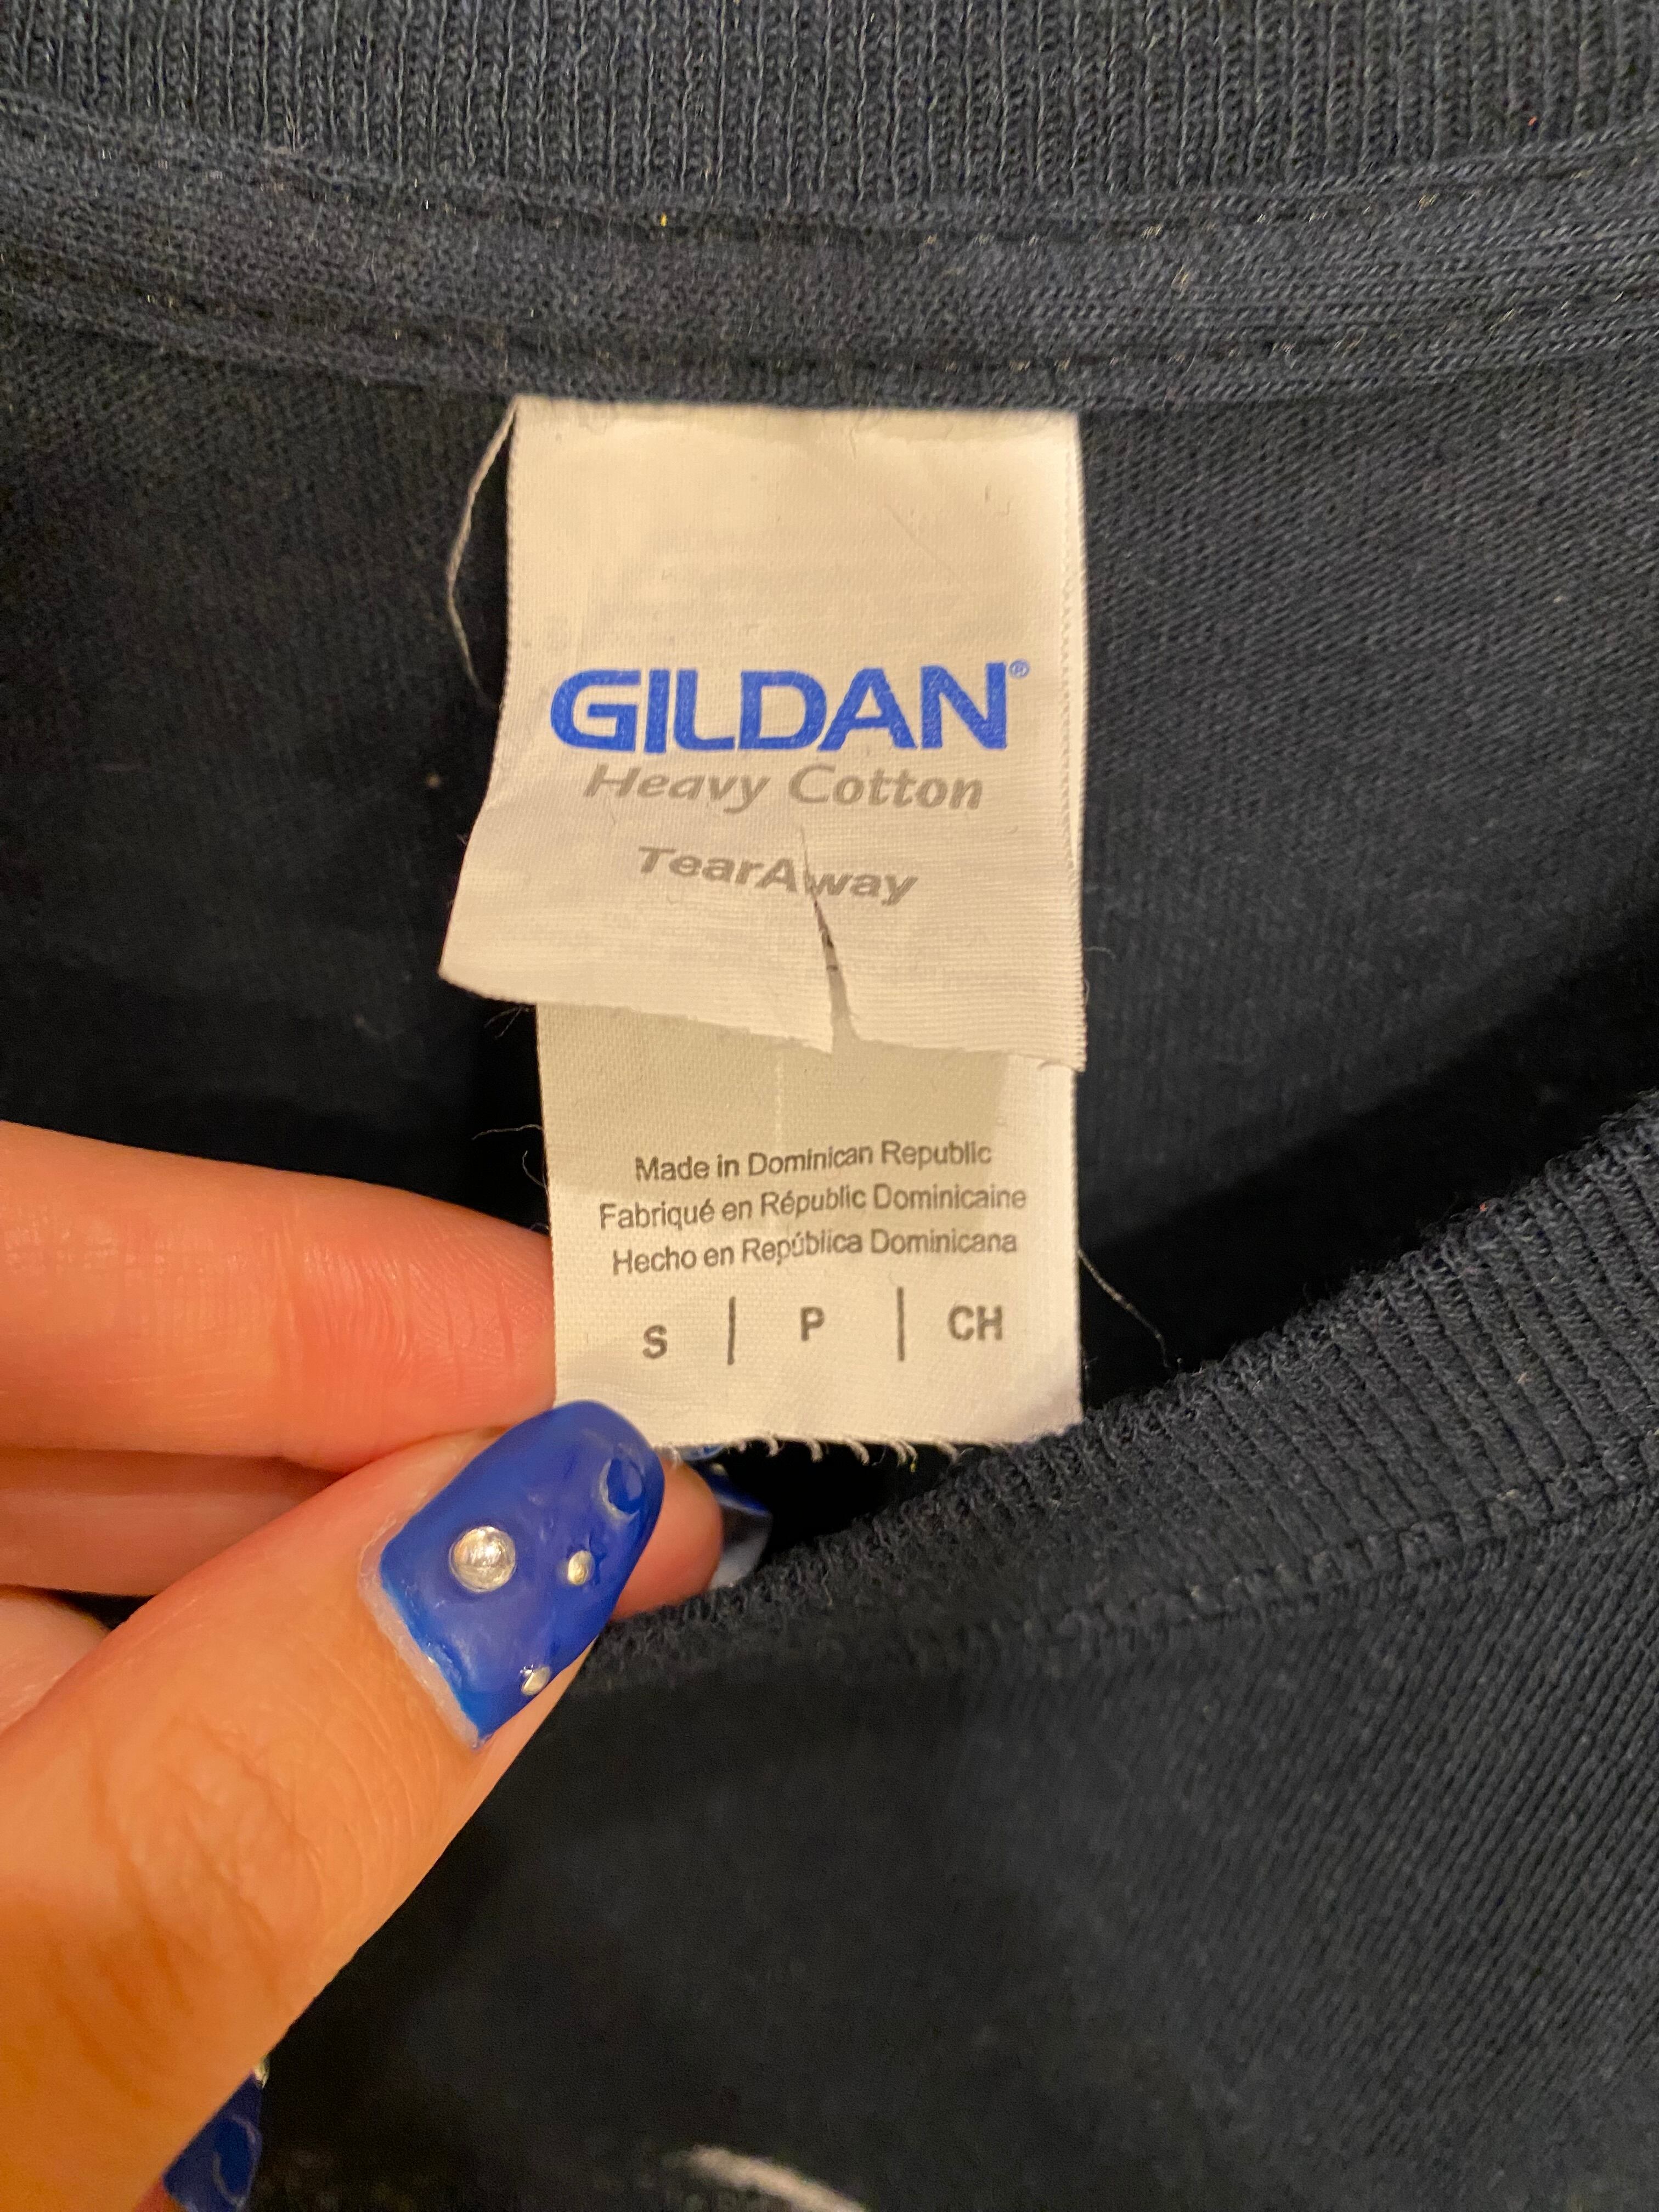 GILDAN®
Heavy Cotton
TearAway
Made in Dominican Republic
Fabriqué en Républic Dominicaine
Hecho en República Dominicana
S | P | CH